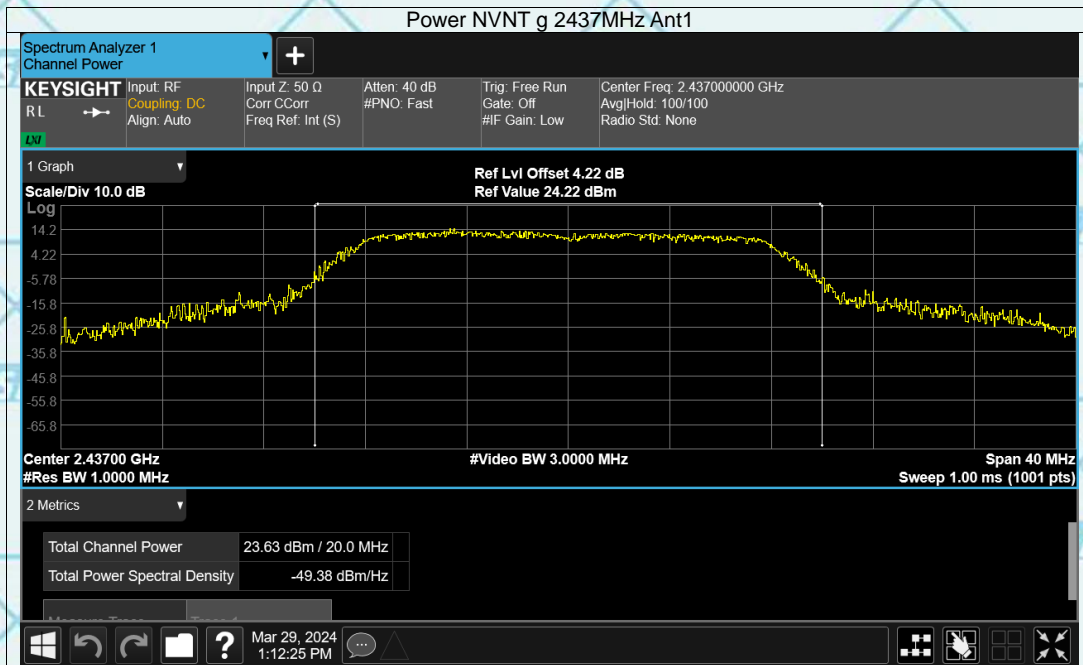 Power NVNT g 2437MHz Ant1
Spectrum Analyzer 1
Channel Power
+
KEYSIGHT
R L
LXI
Input: RF
Coupling: DC
Align: Auto
Input Z: 50 Ω
Corr CCorr
Freq Ref: Int (S)
Atten: 40 dB
#PNO: Fast
Trig: Free Run
Gate: Off
#IF Gain: Low
Center Freq: 2.437000000 GHz
Avg|Hold: 100/100
Radio Std: None
1 Graph
Scale/Div 10.0 dB
Ref Lvl Offset 4.22 dB
Ref Value 24.22 dBm
Log
14.2
4.22
-5.78
-15.8
-25.8
-35.8
-45.8
-55.8
-65.8
Center 2.43700 GHz
#Video BW 3.0000 MHz
Span 40 MHz
#Res BW 1.0000 MHz
Sweep 1.00 ms (1001 pts)
2 Metrics
Total Channel Power 23.63 dBm / 20.0 MHz
Total Power Spectral Density -49.38 dBm/Hz
?
Mar 29, 2024
1:12:25 PM